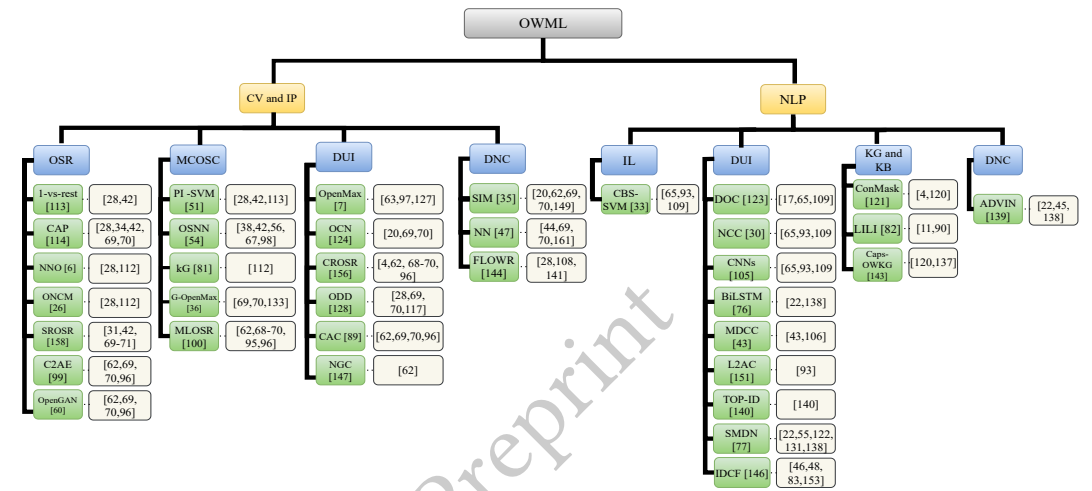 OWML
CV and IP
NLP
OSR
1-vs-rest
[113]
[28,42]
CAP
[114]
[28,34,42,
69,70]
NNO [6]
[28,112]
ONCM
[26]
[28,112]
SROSR
[158]
[31,42,
69-71]
C2AE
[99]
[62,69,
70,96]
OpenGAN
[60]
[62,69,
70,96]
MCOSC
PI -SVM
[51]
[28,42,113]
OSNN
[54]
[38,42,56,
67,98]
kG [81]
[112]
G-OpenMax
[36]
[69,70,133]
MLOSR
[100]
[62,68-70,
95,96]
DUI
OpenMax
[7]
[63,97,127]
OCN
[124]
[20,69,70]
CROSR
[156]
[4,62, 68-70,
96]
ODD
[128]
[28,69,
70,117]
CAC [89]
[62,69,70,96]
NGC
[147]
[62]
DNC
SIM [35]
[20,62,69,
70,149]
NN [47]
[44,69,
70,161]
FLOWR
[144]
[28,108,
141]
IL
CBS-
SVM [33]
[65,93,
109]
DUI
DOC [123]
[17,65,109]
NCC [30]
[65,93,109]
CNNs
[105]
[65,93,109
BiLSTM
[76]
[22,138]
MDCC
[43]
[43,106]
L2AC
[151]
[93]
TOP-ID
[140]
[140]
SMDN
[77]
[22,55,122,
131,138]
IDCF [146]
[46,48,
83,153]
KG and
KB
ConMask
[121]
[4,120]
LILI [82]
[11,90]
Caps-
OWKG
[143]
[120,137]
DNC
ADVIN
[139]
[22,45,
138]
Preprint